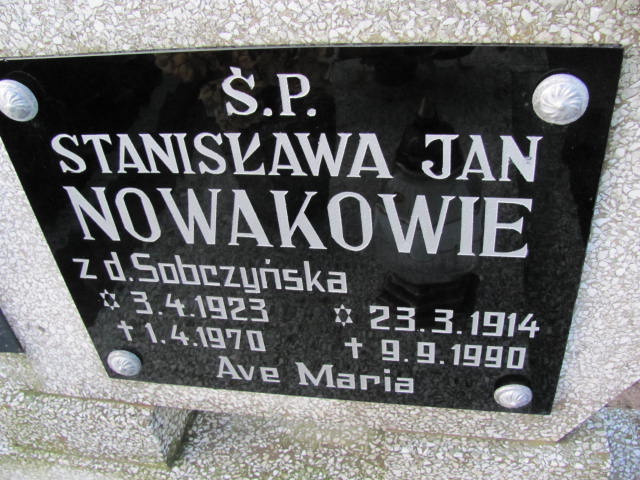 Ś.P.
STANISŁAWA JAN
NOWAKOWIE
z d. Sobczyńska
✡ 3.4.1923 ✡ 23.3.1914
† 1.4.1970 † 9.9.1990
Ave Maria